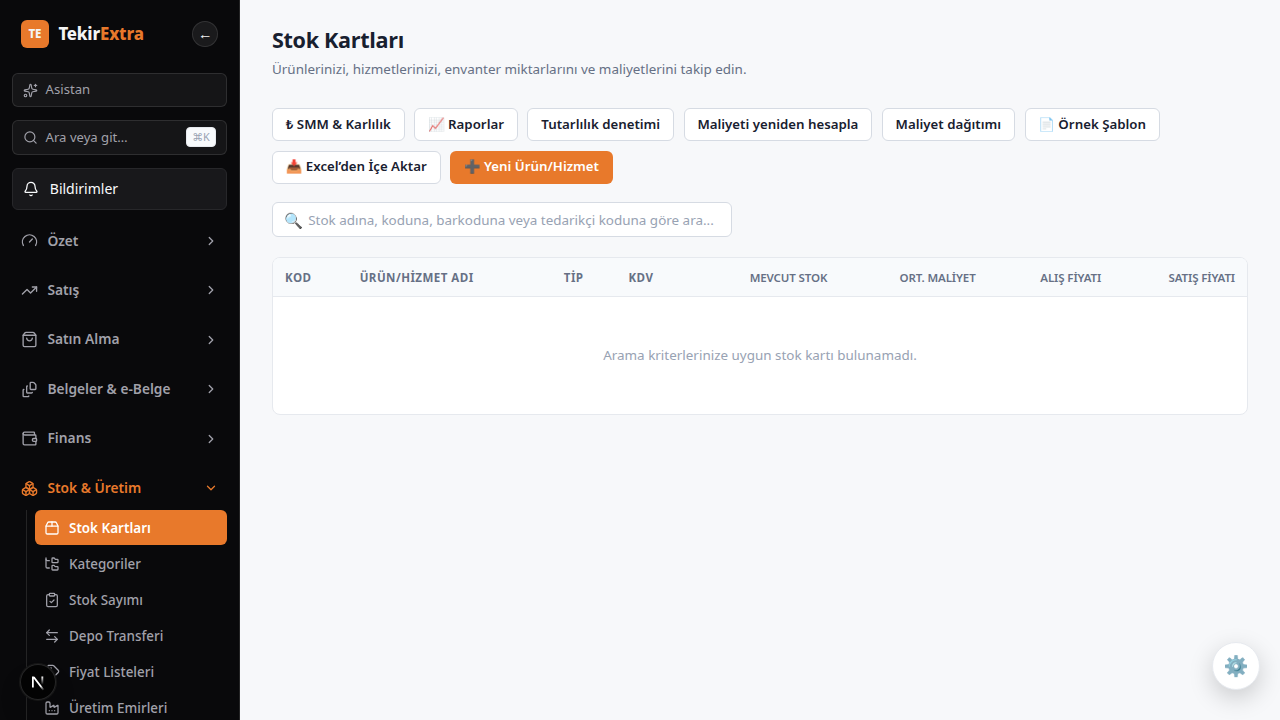 TE TekirExtra ←
Asistan
Ara veya git... ⌘K
Bildirimler
Özet
Satış
Satın Alma
Belgeler & e-Belge
Finans
Stok & Üretim
Stok Kartları
Kategoriler
Stok Sayımı
Depo Transferi
Fiyat Listeleri
Üretim Emirleri
N
Stok Kartları
Ürünlerinizi, hizmetlerinizi, envanter miktarlarını ve maliyetlerini takip edin.
₺ SMM & Karlılık 📈 Raporlar Tutarlılık denetimi Maliyeti yeniden hesapla Maliyet dağıtımı 📄 Örnek Şablon
📥 Excel'den İçe Aktar ➕ Yeni Ürün/Hizmet
🔍 Stok adına, koduna, barkoduna veya tedarikçi koduna göre ara...
KOD ÜRÜN/HİZMET ADI TİP KDV MEVCUT STOK ORT. MALİYET ALIŞ FİYATI SATIŞ FİYATI
Arama kriterlerinize uygun stok kartı bulunamadı.